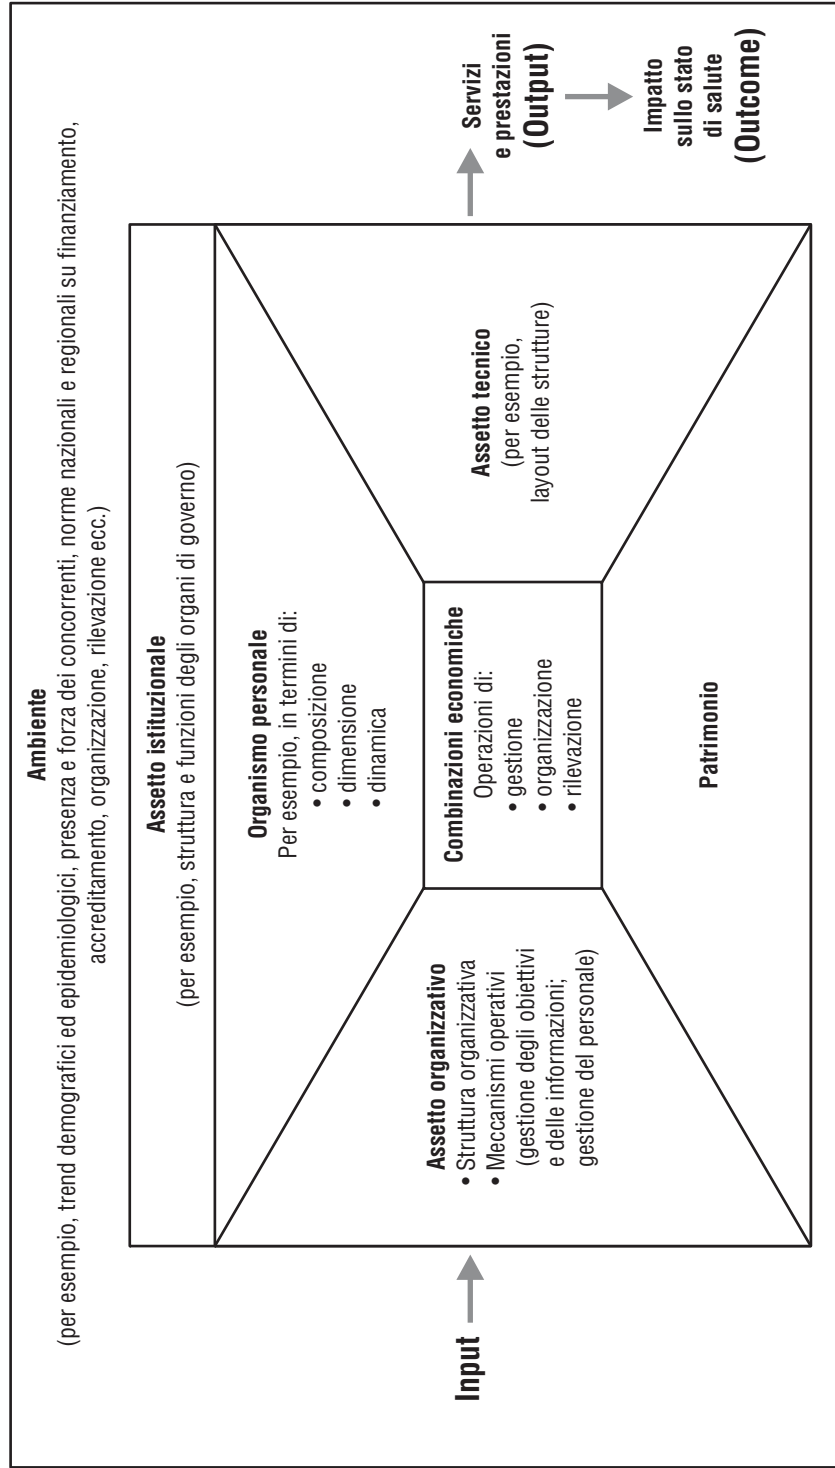 Ambiente
(per esempio, trend demografici ed epidemiologici, presenza e forza dei concorrenti, norme nazionali e regionali su finanziamento,
accreditamento, organizzazione, rilevazione ecc.)
Assetto istituzionale
(per esempio, struttura e funzioni degli organi di governo)
Organismo personale
Per esempio, in termini di:
• composizione
• dimensione
• dinamica
Input
Assetto organizzativo
• Struttura organizzativa
• Meccanismi operativi
(gestione degli obiettivi
e delle informazioni;
gestione del personale)
Combinazioni economiche
Operazioni di:
• gestione
• organizzazione
• rilevazione
Assetto tecnico
(per esempio,
layout delle strutture)
Patrimonio
Servizi
e prestazioni
(Output)
Impatto
sullo stato
di salute
(Outcome)